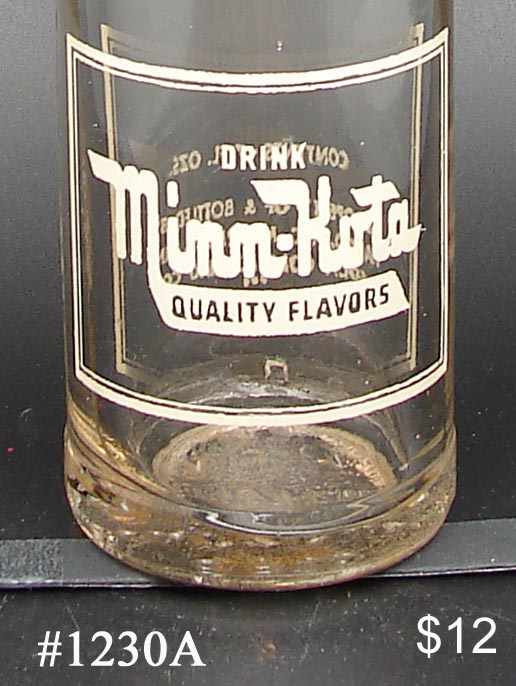 DRINK
Minn-Kota
QUALITY FLAVORS
#1230A
$12